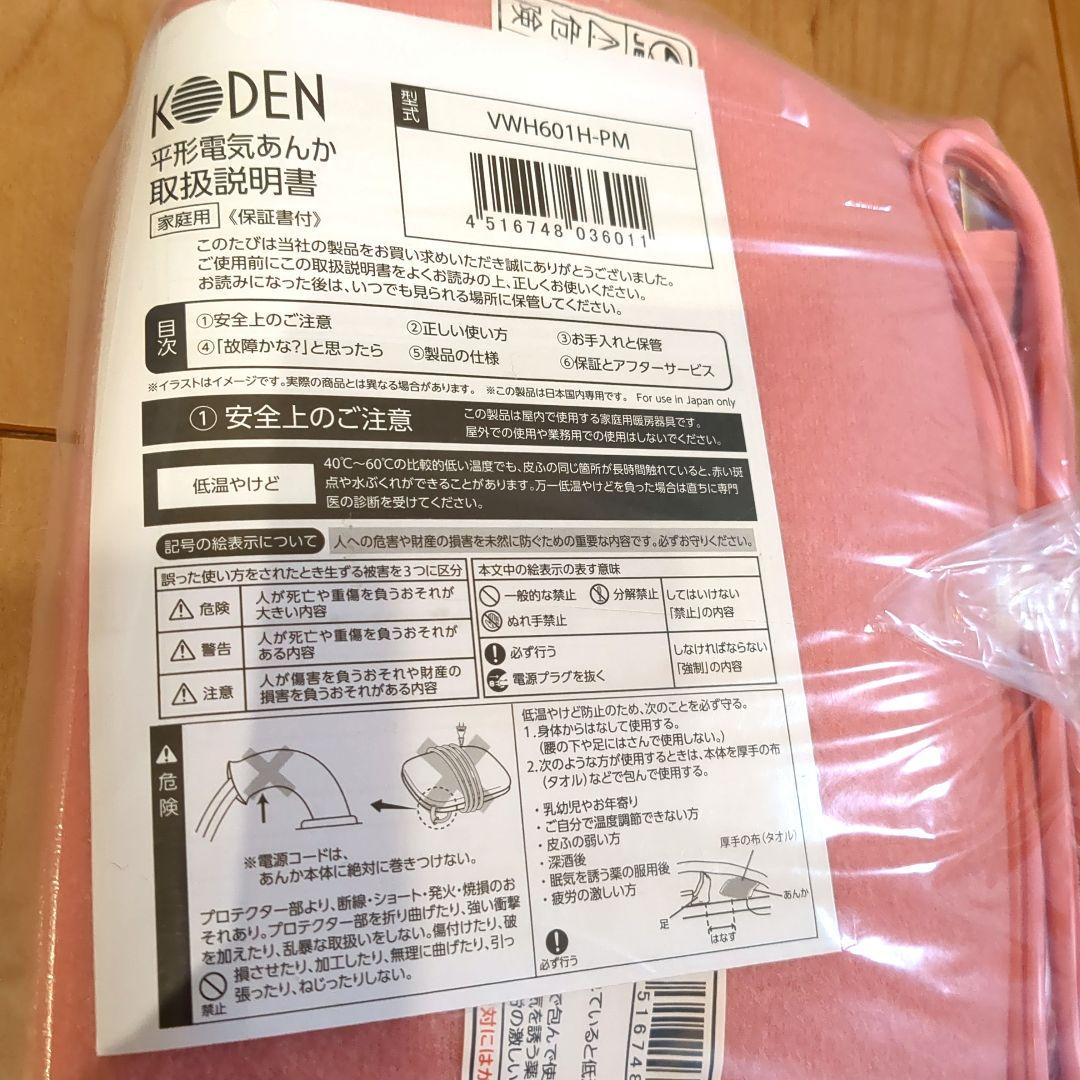 危険
JE
KODEN
平形電気あんか
取扱説明書
家庭用 《保証書付》
型式
VWH601H-PM
4 516748 036011
このたびは当社の製品をお買い求めいただき誠にありがとうございました。
ご使用前にこの取扱説明書をよくお読みの上、正しくお使いください。
お読みになった後は、いつでも見られる場所に保管してください。
目次
①安全上のご注意 ②正しい使い方 ③お手入れと保管
④「故障かな?」と思ったら ⑤製品の仕様 ⑥保証とアフターサービス
※イラストはイメージです。実際の商品とは異なる場合があります。 ※この製品は日本国内専用です。 For use in Japan only
① 安全上のご注意
この製品は屋内で使用する家庭用暖房器具です。
屋外での使用や業務用での使用はしないでください。
低温やけど
40℃〜60℃の比較的低い温度でも、皮ふの同じ箇所が長時間触れていると、赤い斑
点や水ぶくれができることがあります。万一低温やけどを負った場合は直ちに専門
医の診断を受けてください。
記号の絵表示について
人への危害や財産の損害を未然に防ぐための重要な内容です。必ずお守りください。
誤った使い方をされたとき生ずる被害を3つに区分
危険
人が死亡や重傷を負うおそれが
大きい内容
警告
人が死亡や重傷を負うおそれが
ある内容
注意
人が傷害を負うおそれや財産の
損害を負うおそれがある内容
本文中の絵表示の表す意味
一般的な禁止 分解禁止
ぬれ手禁止
してはいけない
「禁止」の内容
必ず行う
電源プラグを抜く
しなければならない
「強制」の内容
危険
※電源コードは、
あんか本体に絶対に巻きつけない。
プロテクター部より、断線・ショート・発火・焼損のお
それあり。プロテクター部を折り曲げたり、強い衝撃
を加えたり、乱暴な取扱いをしない。傷付けたり、破
損させたり、加工したり、無理に曲げたり、引っ
張ったり、ねじったりしない。
禁止
低温やけど防止のため、次のことを必ず守る。
1.身体からはなして使用する。
(腰の下や足にはさんで使用しない。)
2.次のような方が使用するときは、本体を厚手の布
(タオル)などで包んで使用する。
・乳幼児やお年寄り
・ご自分で温度調節できない方
・皮ふの弱い方
・深酒後
・眠気を誘う薬の服用後
・疲労の激しい方
必ず行う
厚手の布(タオル)
あんか
足
はなす
対にはが
の激しい
気を誘う薬
で包んで使
ていると低
516748